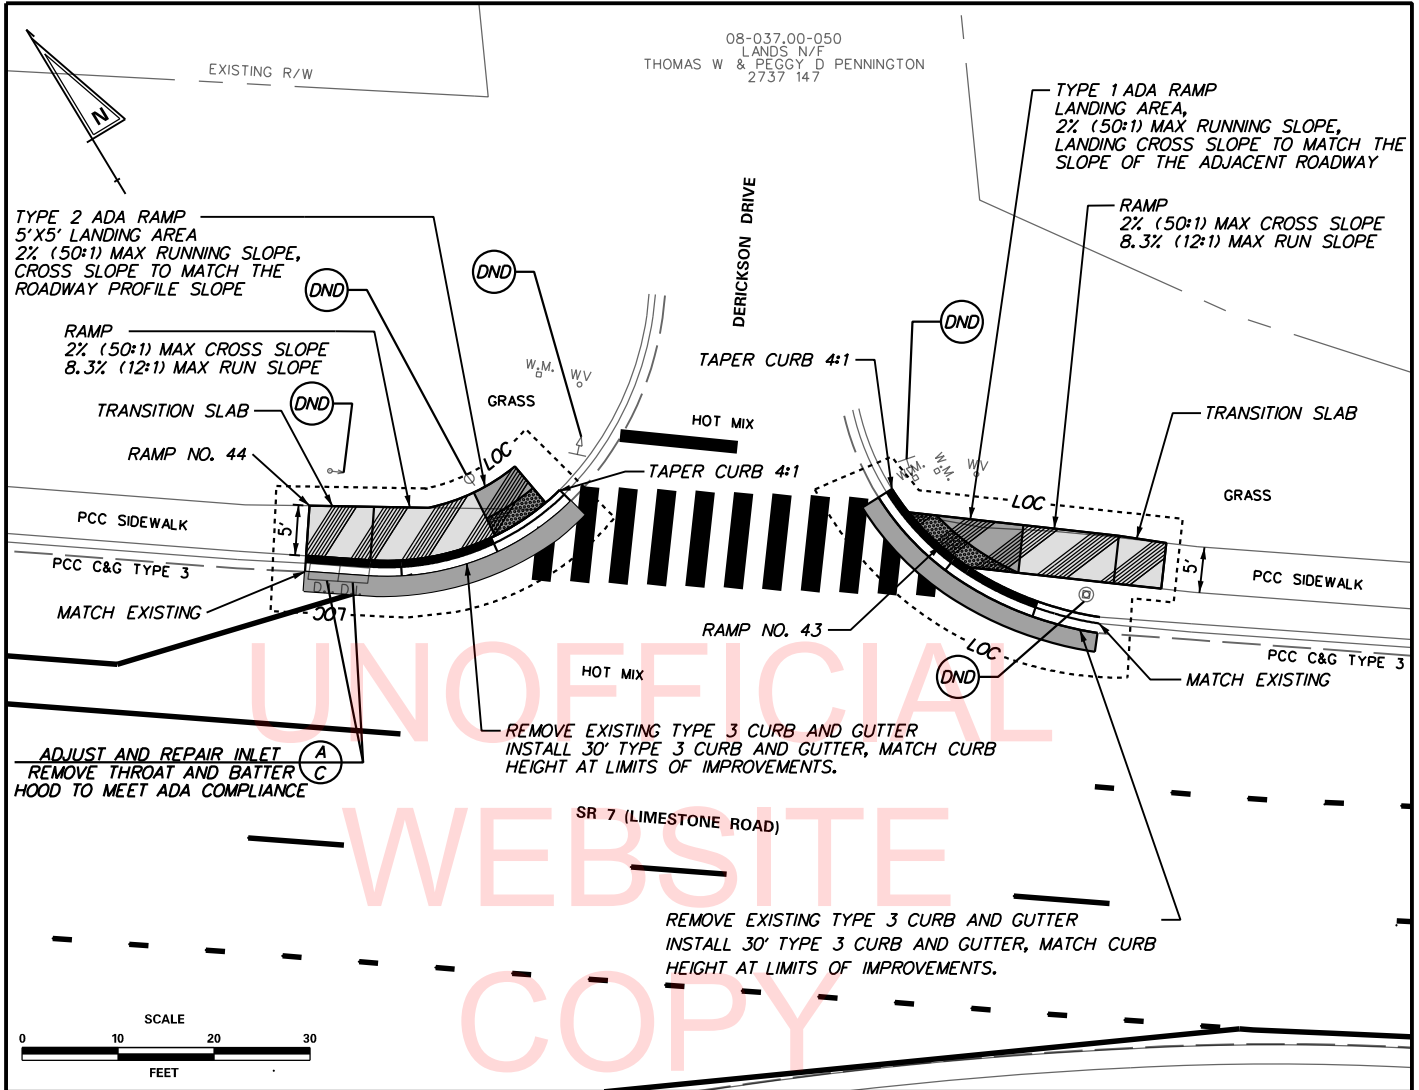 08-037.00-050
LANDS N/F
THOMAS W & PEGGY D PENNINGTON
2737 147
EXISTING R/W
N
TYPE 1 ADA RAMP
LANDING AREA,
2% (50:1) MAX RUNNING SLOPE,
LANDING CROSS SLOPE TO MATCH THE
SLOPE OF THE ADJACENT ROADWAY
RAMP
2% (50:1) MAX CROSS SLOPE
8.3% (12:1) MAX RUN SLOPE
TYPE 2 ADA RAMP
5'X5' LANDING AREA
2% (50:1) MAX RUNNING SLOPE,
CROSS SLOPE TO MATCH THE
ROADWAY PROFILE SLOPE
DND
DND
DND
DERICKSON DRIVE
RAMP
2% (50:1) MAX CROSS SLOPE
8.3% (12:1) MAX RUN SLOPE
DND
TRANSITION SLAB
RAMP NO. 44
W.M.
WV
GRASS
TAPER CURB 4:1
HOT MIX
TAPER CURB 4:1
TRANSITION SLAB
W.M.
W.M.
WV
GRASS
LOC
LOC
PCC SIDEWALK
5'
PCC C&G TYPE 3
MATCH EXISTING
D.I.
D.I.
LOC
5'
PCC SIDEWALK
RAMP NO. 43
LOC
DND
PCC C&G TYPE 3
MATCH EXISTING
HOT MIX
REMOVE EXISTING TYPE 3 CURB AND GUTTER
INSTALL 30' TYPE 3 CURB AND GUTTER, MATCH CURB
HEIGHT AT LIMITS OF IMPROVEMENTS.
ADJUST AND REPAIR INLET
REMOVE THROAT AND BATTER
HOOD TO MEET ADA COMPLIANCE
A
C
SR 7 (LIMESTONE ROAD)
REMOVE EXISTING TYPE 3 CURB AND GUTTER
INSTALL 30' TYPE 3 CURB AND GUTTER, MATCH CURB
HEIGHT AT LIMITS OF IMPROVEMENTS.
UNOFFICIAL
WEBSITE
COPY
SCALE
0 10 20 30
FEET